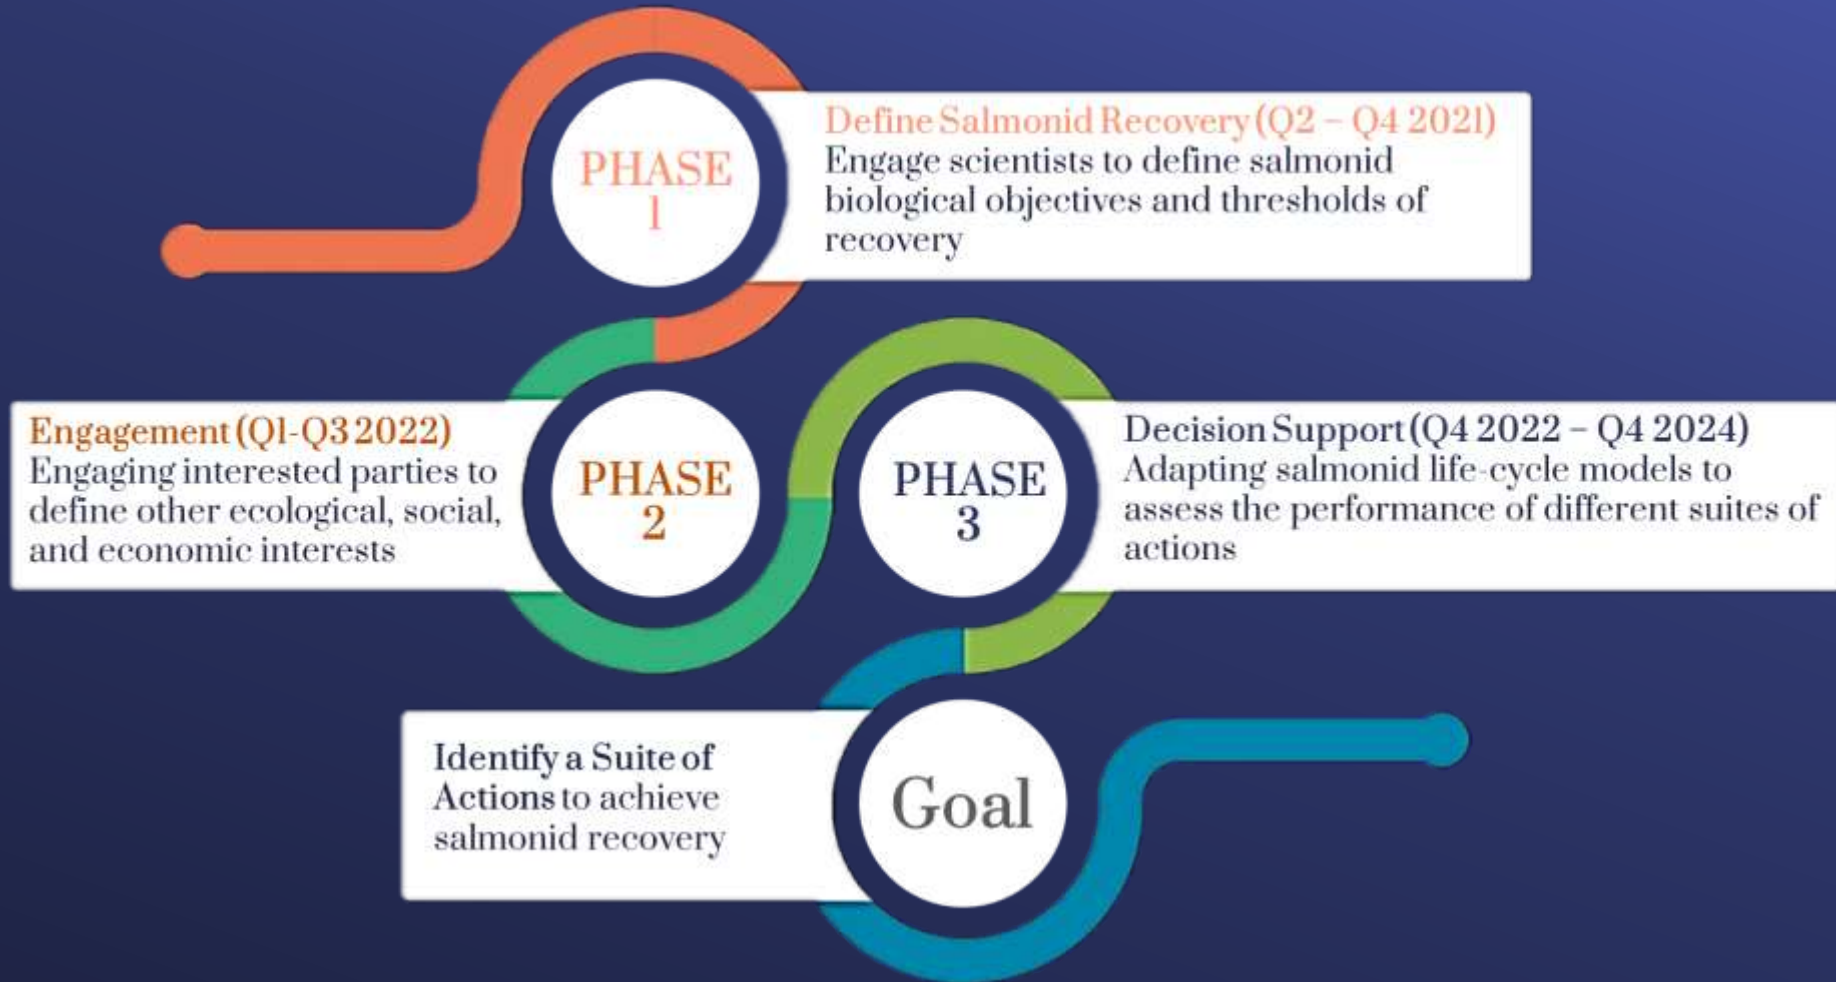 PHASE
1
Define Salmonid Recovery (Q2 – Q4 2021)
Engage scientists to define salmonid
biological objectives and thresholds of
recovery
Engagement (Q1-Q3 2022)
Engaging interested parties to
define other ecological, social,
and economic interests
PHASE
2
PHASE
3
Decision Support (Q4 2022 – Q4 2024)
Adapting salmonid life-cycle models to
assess the performance of different suites of
actions
Identify a Suite of
Actions to achieve
salmonid recovery
Goal